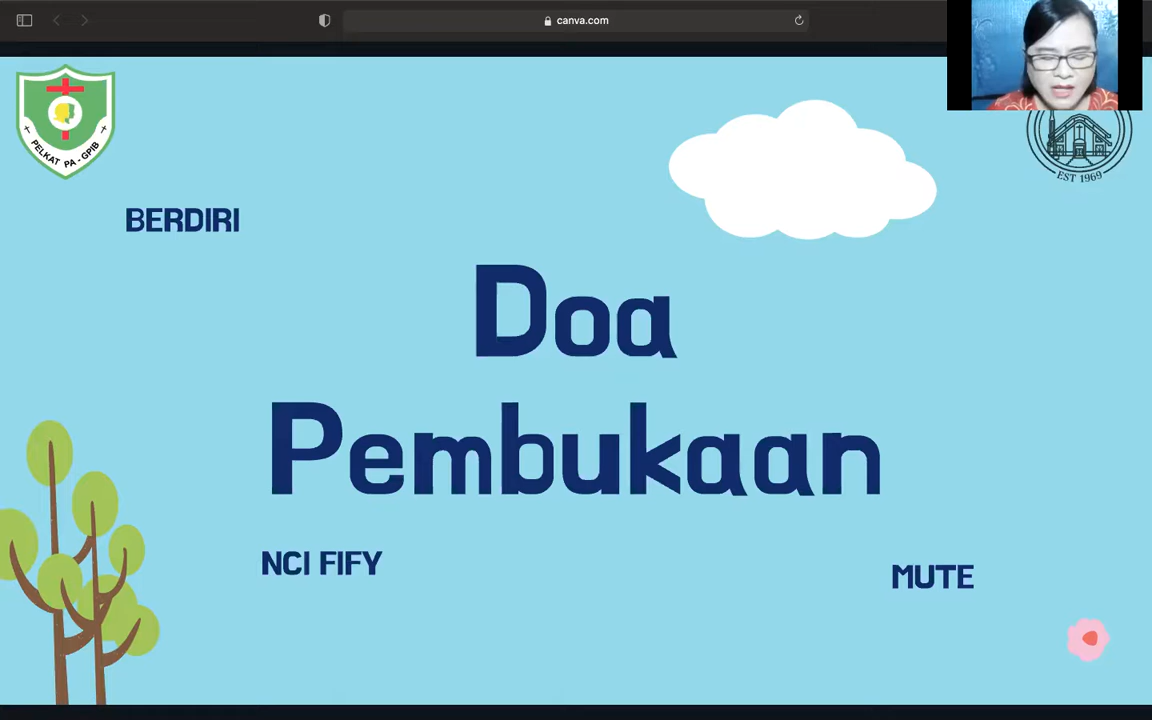 canva.com
PELKAT PA - GPIB
EST 1969
BERDIRI
Doa
Pembukaan
NCI FIFY
MUTE